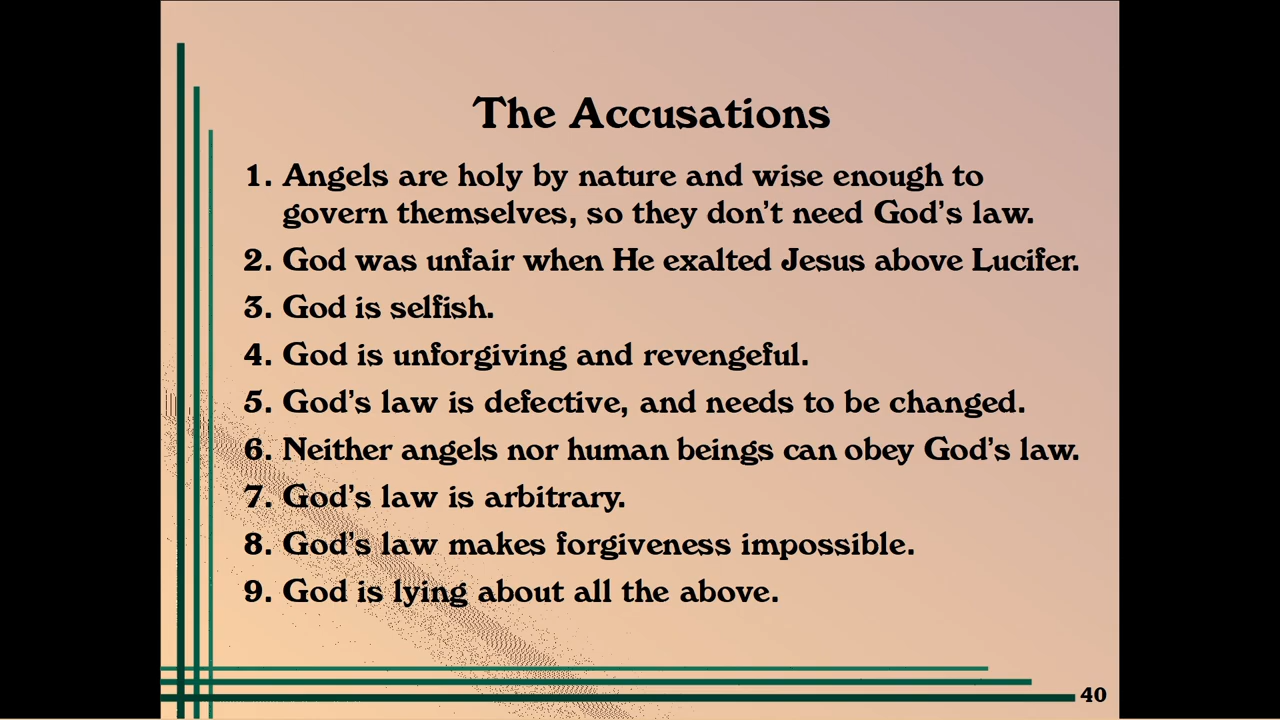 The Accusations
1. Angels are holy by nature and wise enough to
govern themselves, so they don't need God's law.
2. God was unfair when He exalted Jesus above Lucifer.
3. God is selfish.
4. God is unforgiving and revengeful.
5. God's law is defective, and needs to be changed.
6. Neither angels nor human beings can obey God's law.
7. God's law is arbitrary.
8. God's law makes forgiveness impossible.
9. God is lying about all the above.
40